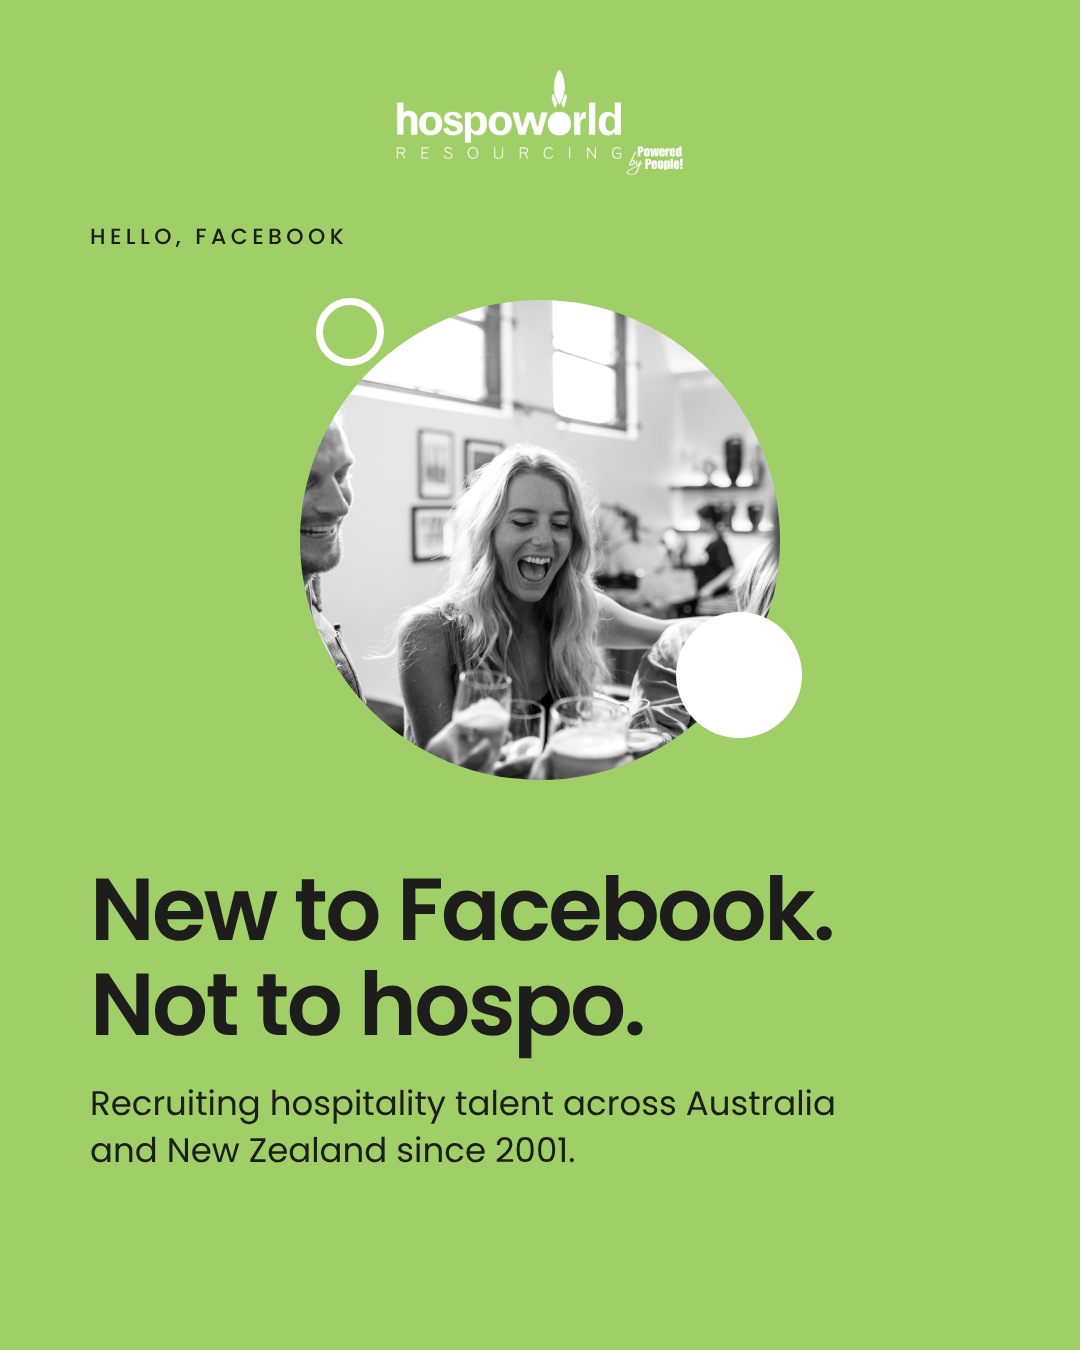 hospoworld
RESOURCING
Powered
by People!
HELLO, FACEBOOK
New to Facebook.
Not to hospo.
Recruiting hospitality talent across Australia
and New Zealand since 2001.